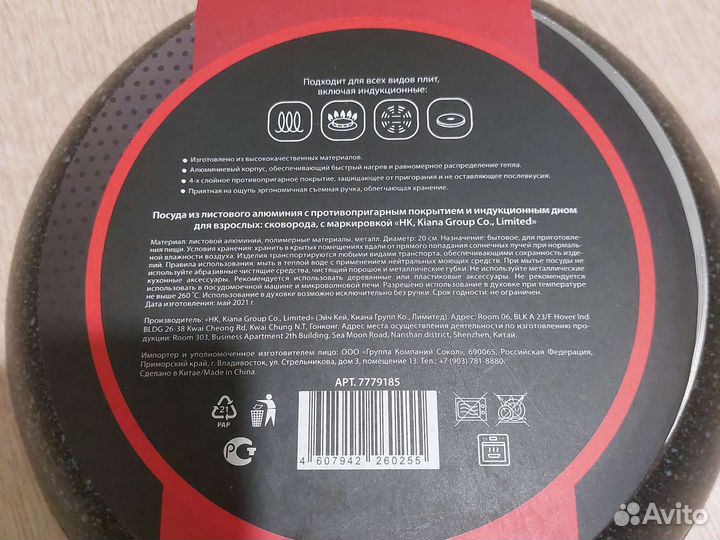 Подходит для всех видов плит,
включая индукционные:
• Изготовлено из высококачественных материалов.
• Алюминиевый корпус, обеспечивающий быстрый нагрев и равномерное распределение тепла.
• 4-х слойное противопригарное покрытие, защищающее от пригорания и не оставляющее послевкусия.
• Приятная на ощупь эргономичная съемная ручка, облегчающая хранение.
Посуда из листового алюминия с противопригарным покрытием и индукционным дном
для взрослых: сковорода, с маркировкой «HK, Kiana Group Co., Limited»
Материал: листовой алюминий, полимерные материалы, металл. Диаметр: 20 см. Назначение: бытовое, для приготовле-
ния пищи. Условия хранения: хранить в крытых помещениях вдали от прямого попадания солнечных лучей при нормаль-
ной влажности воздуха. Изделия транспортируются любыми видами транспорта, обеспечивающими сохранность изде-
лий. Правила использования: мыть в теплой воде с применением нейтральных моющих средств. При мытье посуды не
используйте абразивные чистящие средства, чистящий порошок и металлические губки. Не используйте металлические
кухонные аксессуары. Рекомендуется использовать деревянные или пластиковые аксессуары. Не рекомендуется
использовать в посудомоечной машине и микроволновой печи. Разрешено использование в духовке при температуре
не выше 260 °C. Использование в духовке возможно исключительно без ручки. Срок годности: не ограничен.
Дата изготовления: май 2021 г.
Производитель: «HK, Kiana Group Co., Limited» (Эйч Кей, Киана Групп Ко., Лимитед). Адрес: Room 06, BLK A 23/F Hover Ind
BLDG 26-38 Kwai Cheong Rd, Kwai Chung N.T, Гонконг. Адрес места осуществления деятельности по изготовлению проду-
кции: Room 303, Business Apartment 2th Building, Sea Moon Road, Nanshan district, Shenzhen, Китай.
Импортер и уполномоченное изготовителем лицо: ООО «Группа Компаний Сокол», 690065, Российская Федерация,
Приморский край, г. Владивосток, ул. Стрельникова, дом 3, помещение 13. Тел.: +7 (903) 781-8880.
Сделано в Китае/Made in China.
АРТ. 7779185
21
PAP
4 607942 260255
Avito